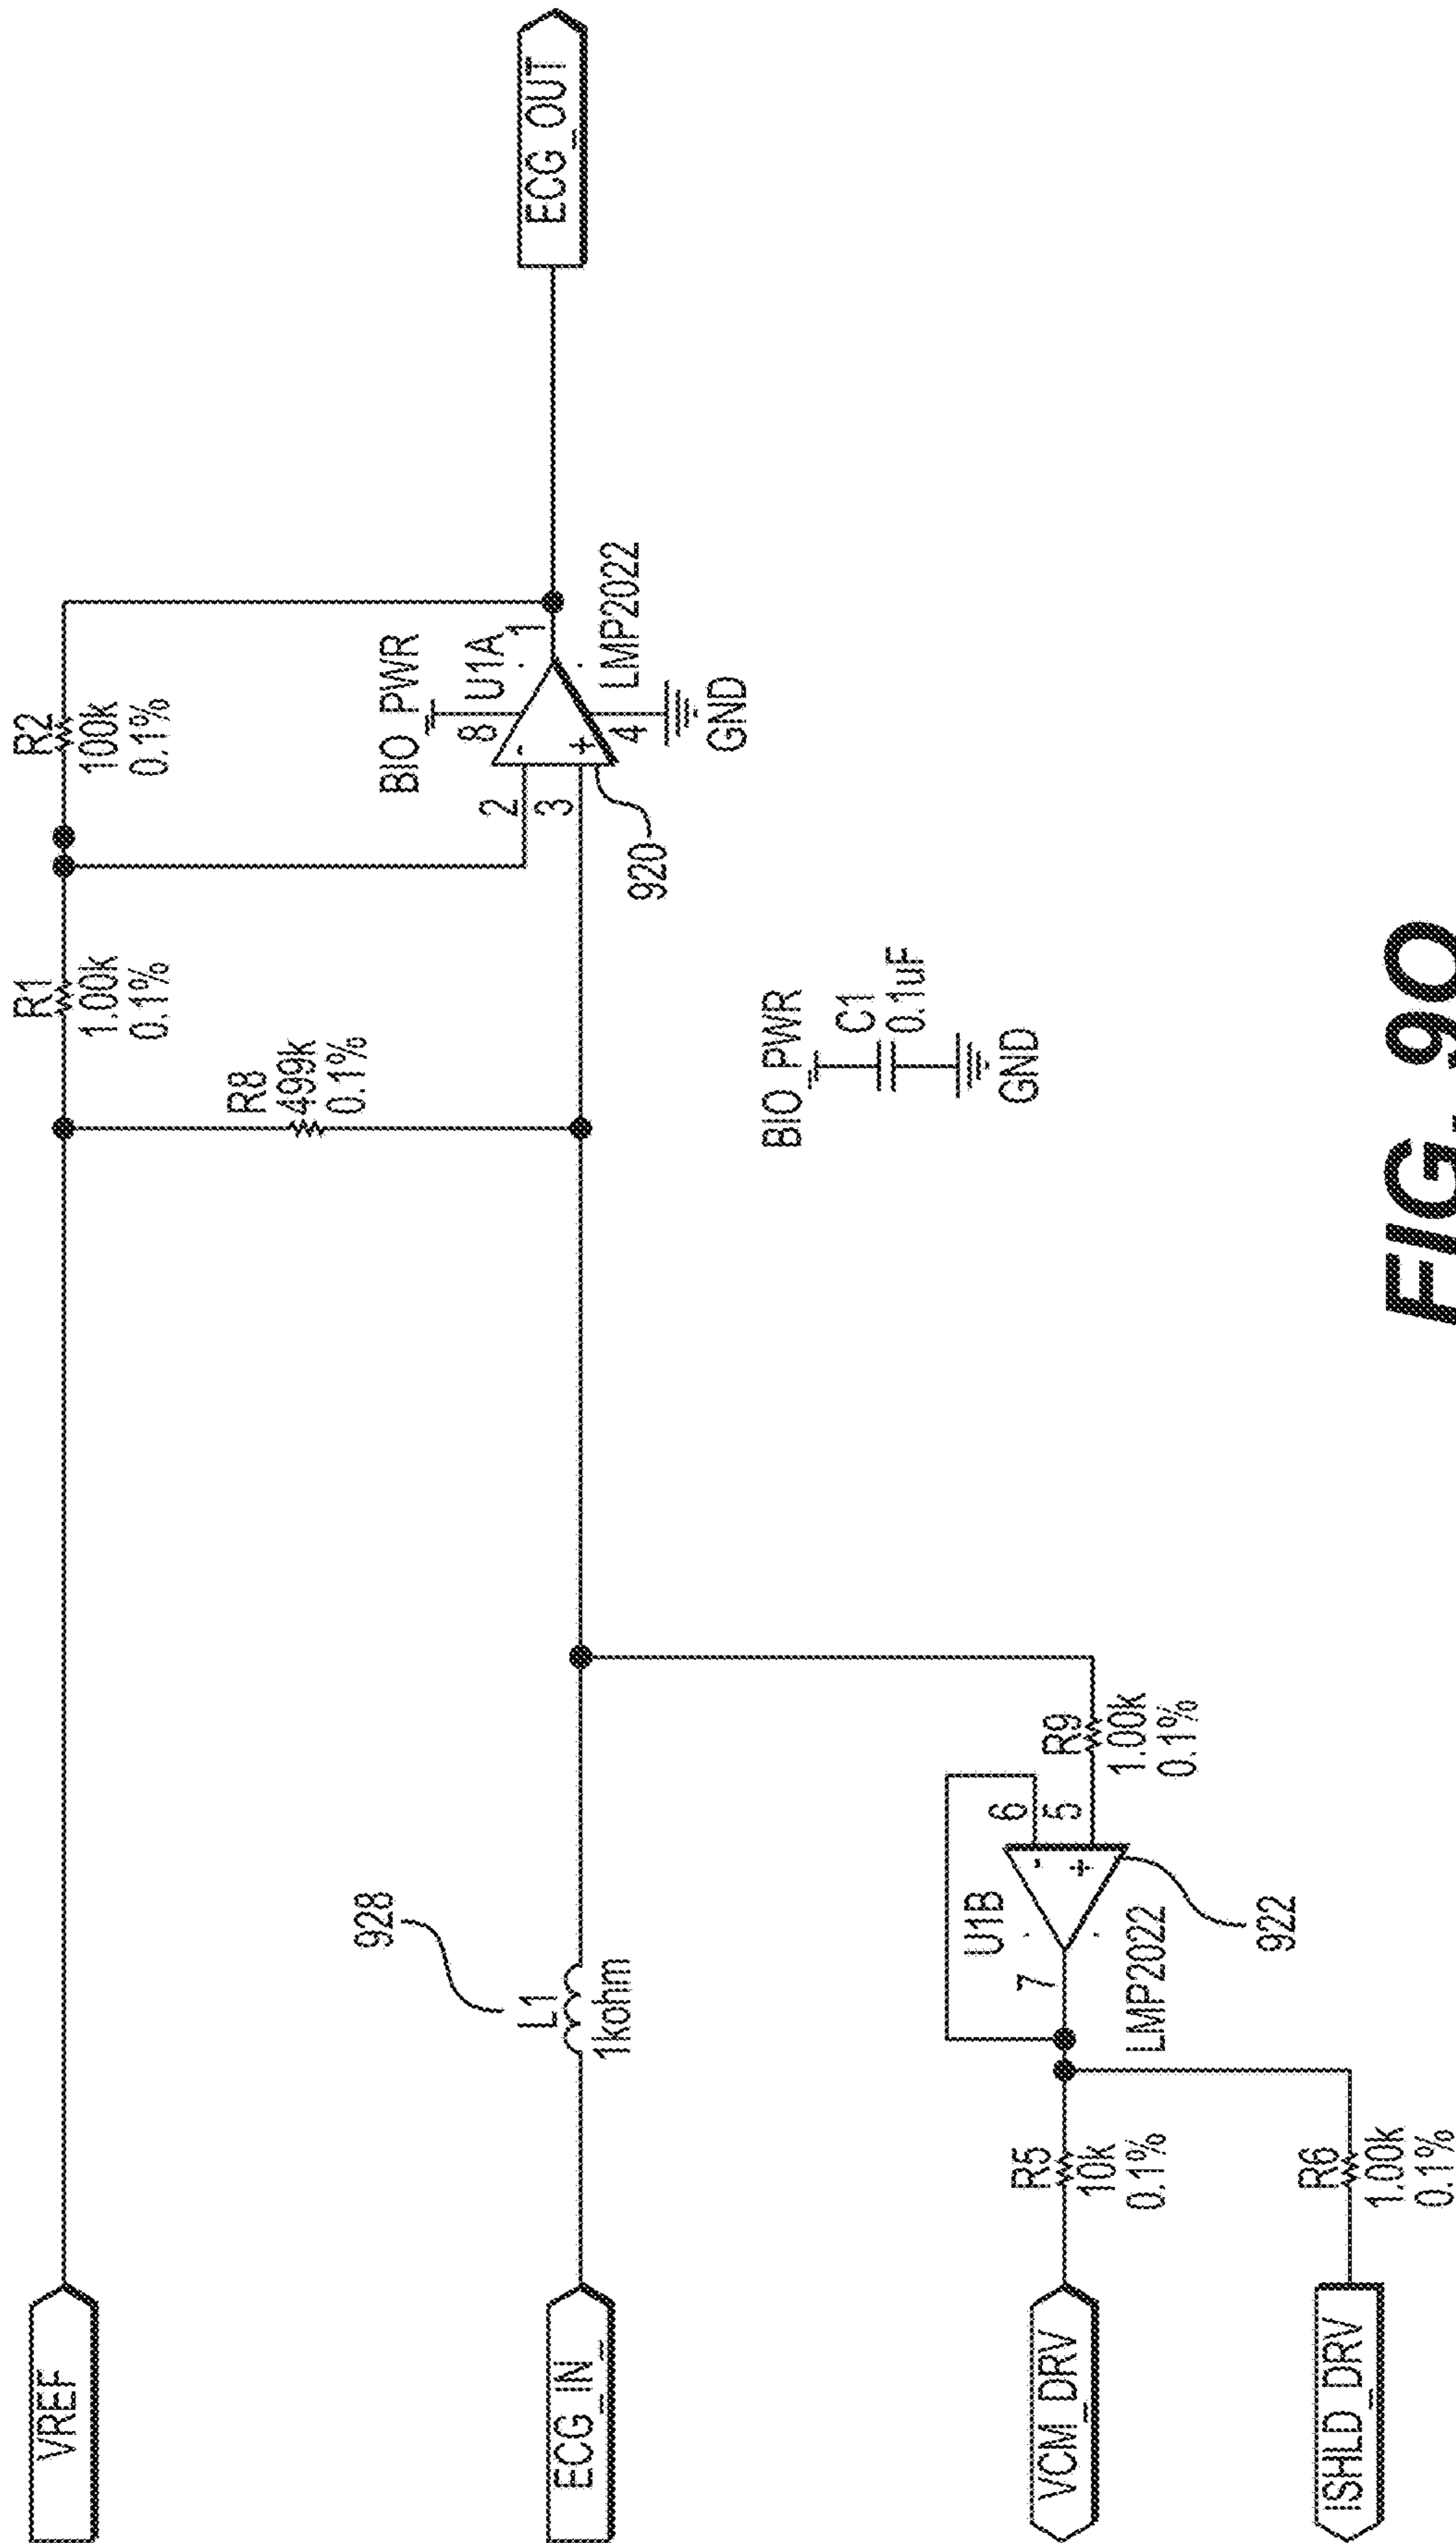 VREF
R1
1.00k
0.1%
R2
100k
0.1%
R8
499k
0.1%
BIO_PWR
8
U1A
1
2
3
-
+
4
LMP2022
GND
920
ECG_OUT
928
L1
1kohm
ECG_IN_
BIO_PWR
C1
0.1uF
GND
U1B
6
5
7
-
+
R9
1.00k
0.1%
LMP2022
922
R5
10k
0.1%
VCM_DRV
R6
1.00k
0.1%
ISHLD_DRV
FIG. 9O